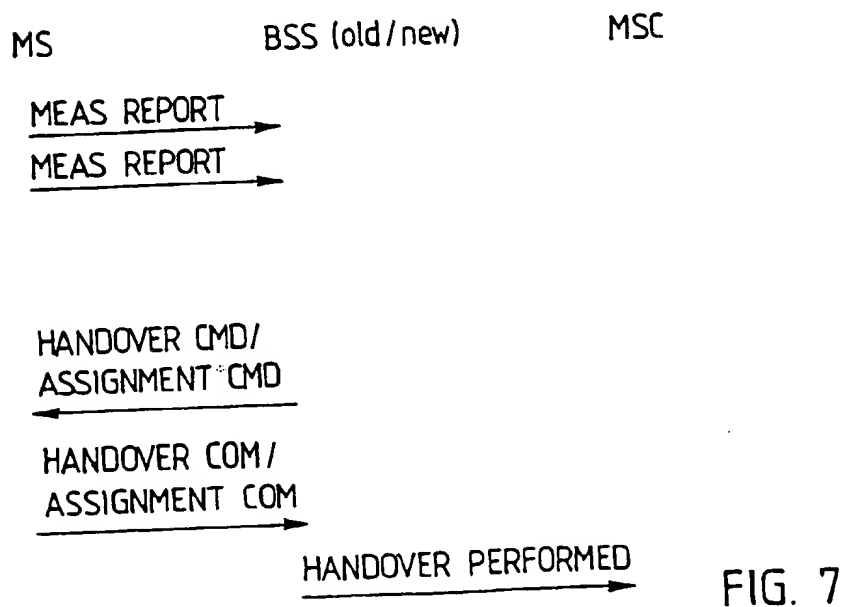 MS BSS (old/new) MSC
MEAS REPORT
MEAS REPORT
HANDOVER CMD/
ASSIGNMENT CMD
HANDOVER COM/
ASSIGNMENT COM
HANDOVER PERFORMED
FIG. 7